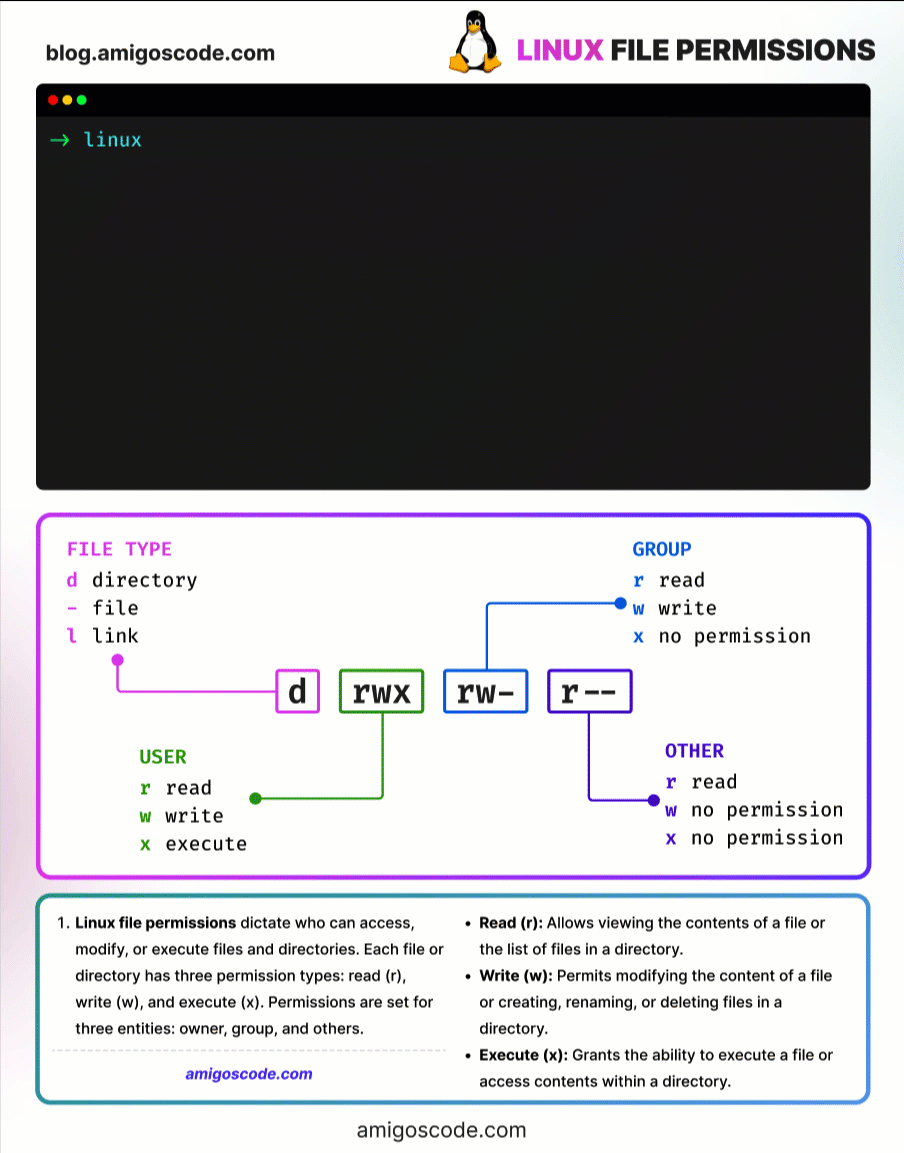 blog.amigoscode.com
LINUX FILE PERMISSIONS
→ linux
FILE TYPE
d directory
- file
l link
GROUP
r read
w write
x no permission
d rwx rw- r--
USER
r read
w write
x execute
OTHER
r read
w no permission
x no permission
1. Linux file permissions dictate who can access,
modify, or execute files and directories. Each file or
directory has three permission types: read (r),
write (w), and execute (x). Permissions are set for
three entities: owner, group, and others.
amigoscode.com
• Read (r): Allows viewing the contents of a file or
the list of files in a directory.
• Write (w): Permits modifying the content of a file
or creating, renaming, or deleting files in a
directory.
• Execute (x): Grants the ability to execute a file or
access contents within a directory.
amigoscode.com